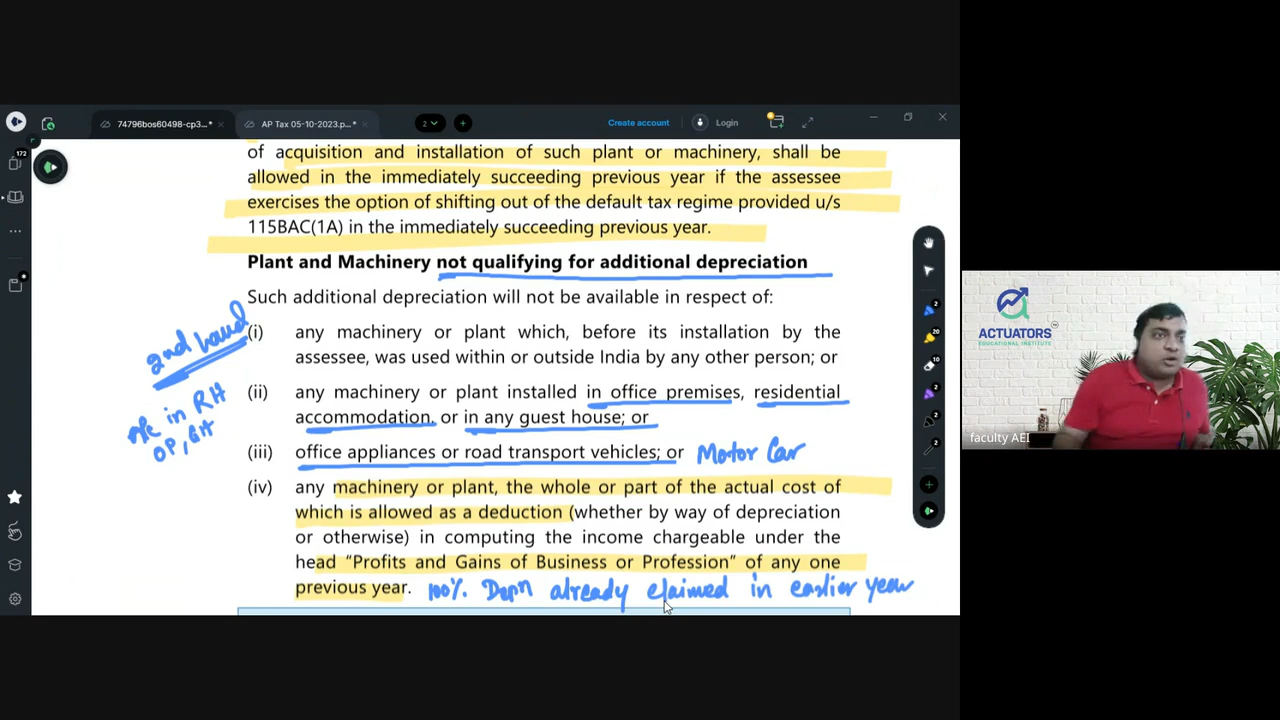 74796bos60498-cp3...*
AP Tax 05-10-2023.p...*
2
Create account
Login
172
of acquisition and installation of such plant or machinery, shall be
allowed in the immediately succeeding previous year if the assessee
exercises the option of shifting out of the default tax regime provided u/s
115BAC(1A) in the immediately succeeding previous year.
Plant and Machinery not qualifying for additional depreciation
Such additional depreciation will not be available in respect of:
2nd hand
(i) any machinery or plant which, before its installation by the
assessee, was used within or outside India by any other person; or
in RH
OP, GH
(ii) any machinery or plant installed in office premises, residential
accommodation, or in any guest house; or
(iii) office appliances or road transport vehicles; or Motor Car
(iv) any machinery or plant, the whole or part of the actual cost of
which is allowed as a deduction (whether by way of depreciation
or otherwise) in computing the income chargeable under the
head “Profits and Gains of Business or Profession” of any one
previous year. 100% Depn already claimed in earlier year
2
20
10
2
2
2
ACTUATORS
EDUCATIONAL INSTITUTE
faculty AEI